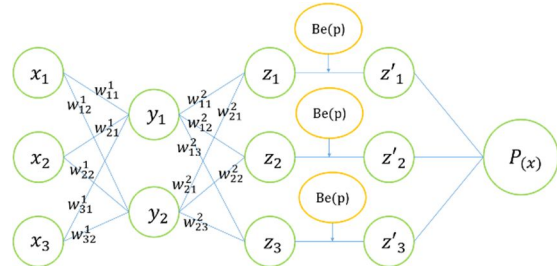 x₁
x₂
x₃
w¹₁₁
w¹₁₂
w¹₂₁
w¹₂₂
w¹₃₁
w¹₃₂
y₁
y₂
w²₁₁
w²₂₁
w²₁₂
w²₁₃
w²₂₁
w²₂₂
w²₂₃
z₁
z₂
z₃
Be(p)
Be(p)
Be(p)
z'₁
z'₂
z'₃
P₍ₓ₎